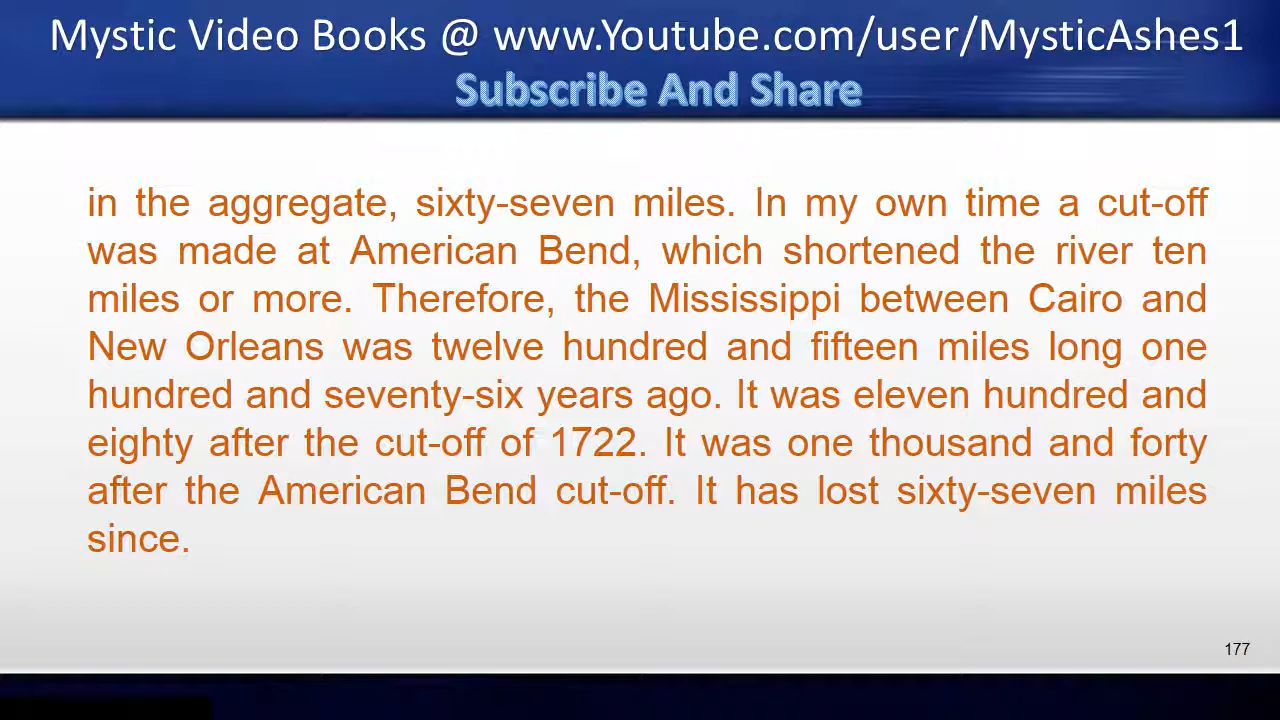 Mystic Video Books @ www.Youtube.com/user/MysticAshes1
Subscribe And Share
in the aggregate, sixty-seven miles. In my own time a cut-off
was made at American Bend, which shortened the river ten
miles or more. Therefore, the Mississippi between Cairo and
New Orleans was twelve hundred and fifteen miles long one
hundred and seventy-six years ago. It was eleven hundred and
eighty after the cut-off of 1722. It was one thousand and forty
after the American Bend cut-off. It has lost sixty-seven miles
since.
177